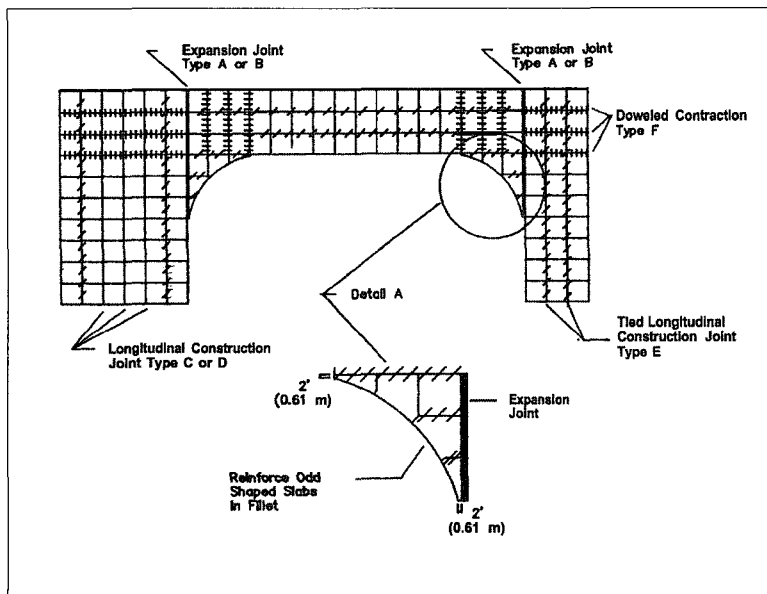 Expansion Joint
Type A or B
Expansion Joint
Type A or B
Doweled Contraction
Type F
Detail A
Longitudinal Construction
Joint Type C or D
Tied Longitudinal
Construction Joint
Type E
2'
(0.61 m)
Expansion
Joint
Reinforce Odd
Shaped Slabs
in Fillet
2'
(0.61 m)